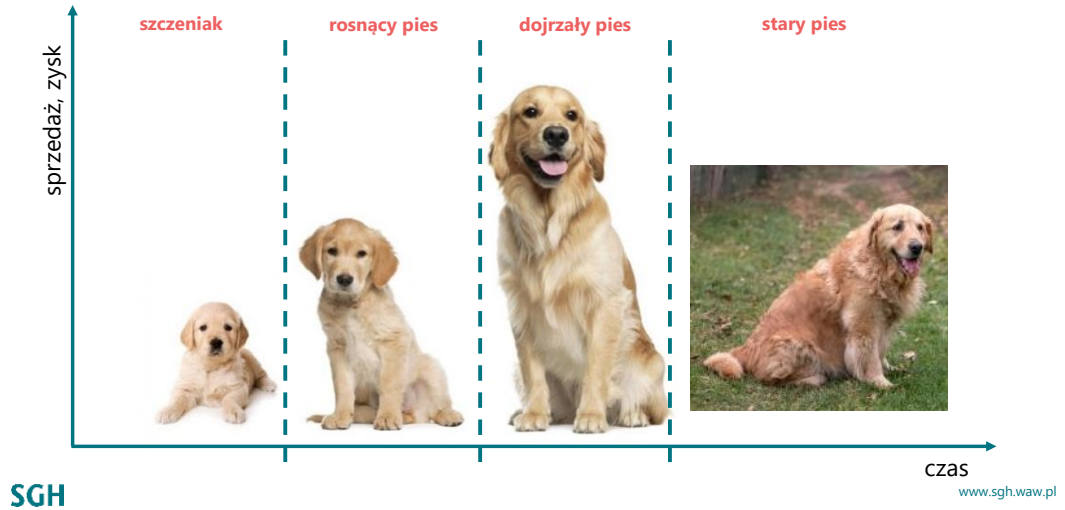 szczeniak
rosnący pies
dojrzały pies
stary pies
sprzedaż, zysk
czas
SGH
www.sgh.waw.pl